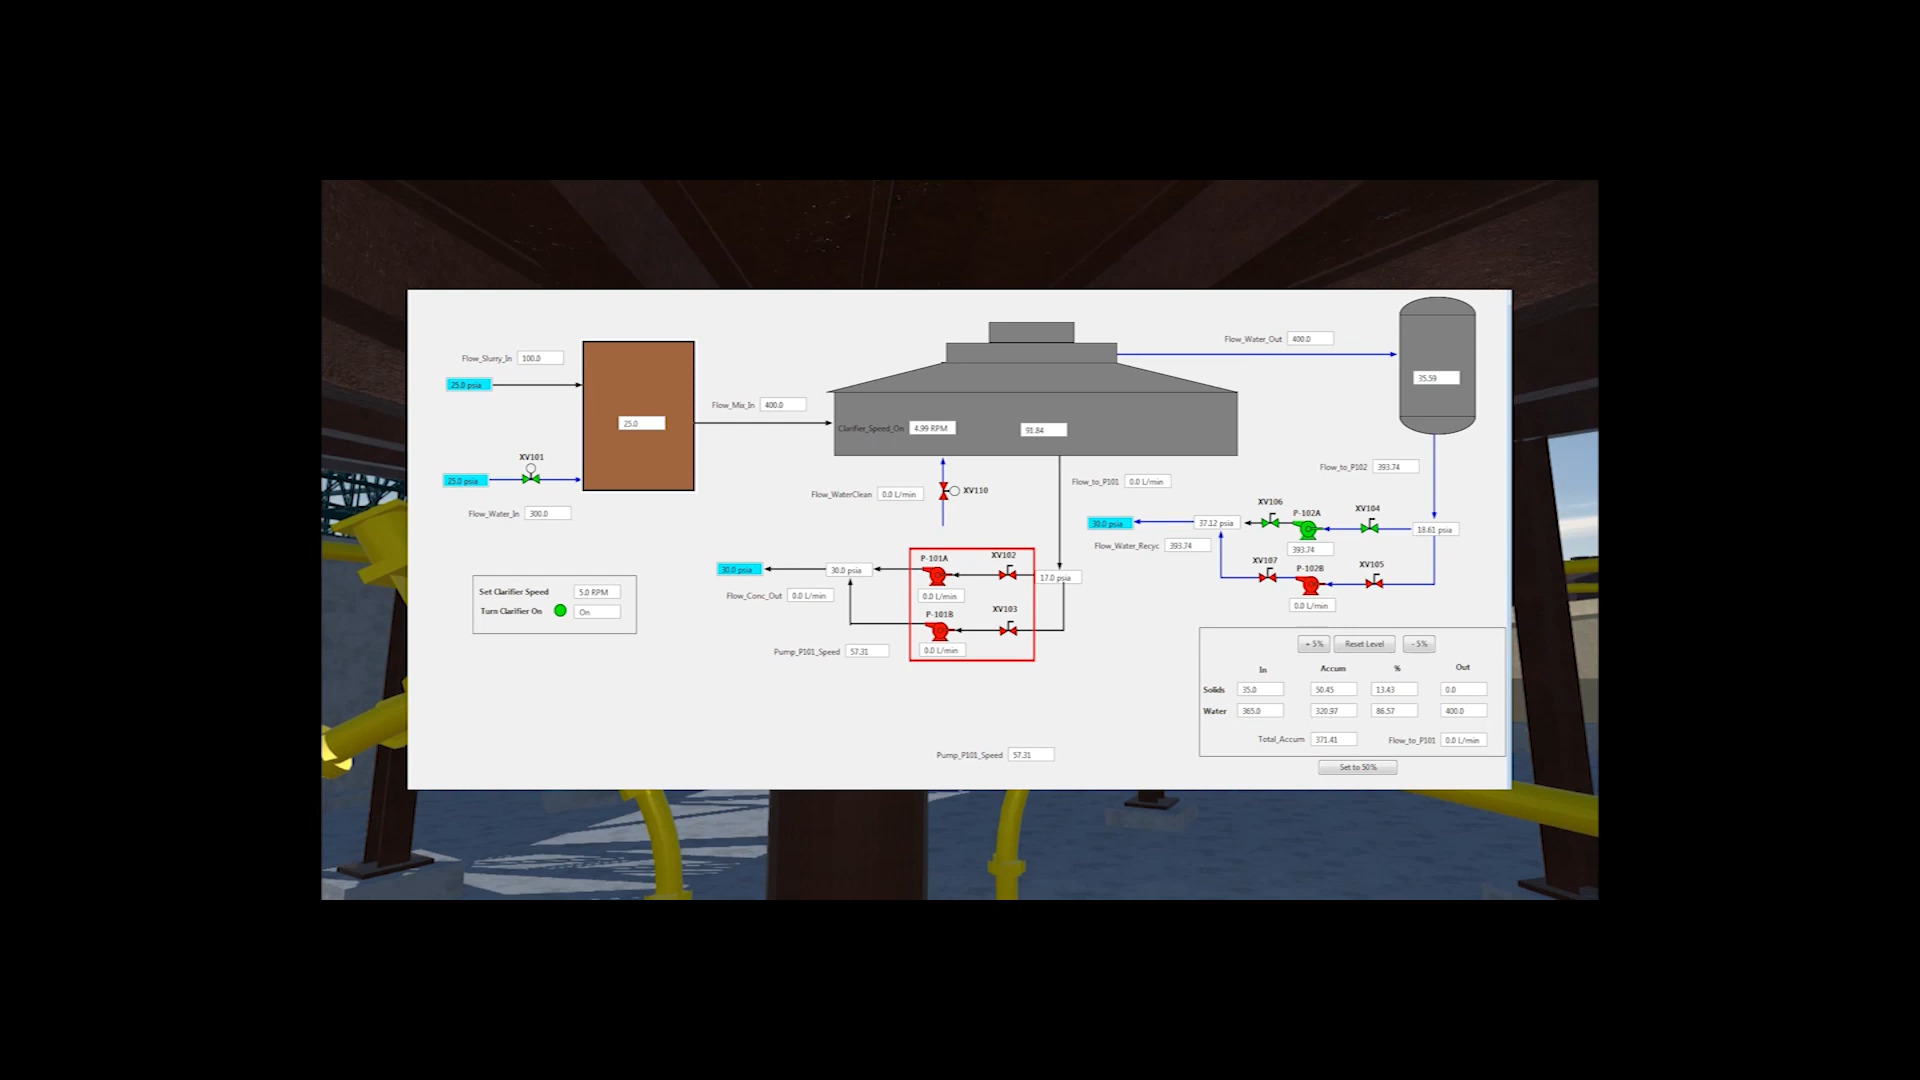 Flow_Water_Out 400.0
Flow_Slurry_In 100.0
25.0 psia
35.59
Flow_Mix_In 400.0
25.0
Clarifier_Speed_On 4.99 RPM
91.84
XV101
25.0 psia
Flow_Water_In 300.0
Flow_WaterClean 0.0 L/min
XV110
Flow_to_P101 0.0 L/min
Flow_to_P102 393.74
XV106
P-102A
XV104
30.0 psia
37.12 psia
18.61 psia
Flow_Water_Recyc 393.74
393.74
XV107
P-102B
XV105
0.0 L/min
P-101A
XV102
30.0 psia
30.0 psia
17.0 psia
Flow_Conc_Out 0.0 L/min
0.0 L/min
P-101B
XV103
0.0 L/min
Pump_P101_Speed 57.31
Set Clarifier Speed 5.0 RPM
Turn Clarifier On On
+ 5% Reset Level - 5%
In Accum % Out
Solids 35.0 50.45 13.43 0.0
Water 365.0 320.97 86.57 400.0
Total_Accum 371.41 Flow_to_P101 0.0 L/min
Set to 50%
Pump_P101_Speed 57.31